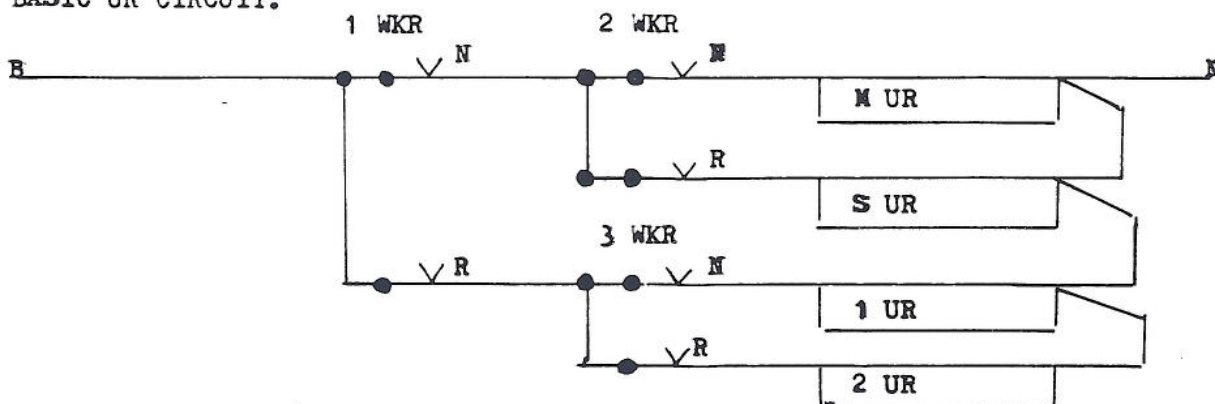 BASIC UR CIRCUIT.
1 WKR 2 WKR
B N N N
M UR
R
S UR
3 WKR
R N
1 UR
R
2 UR